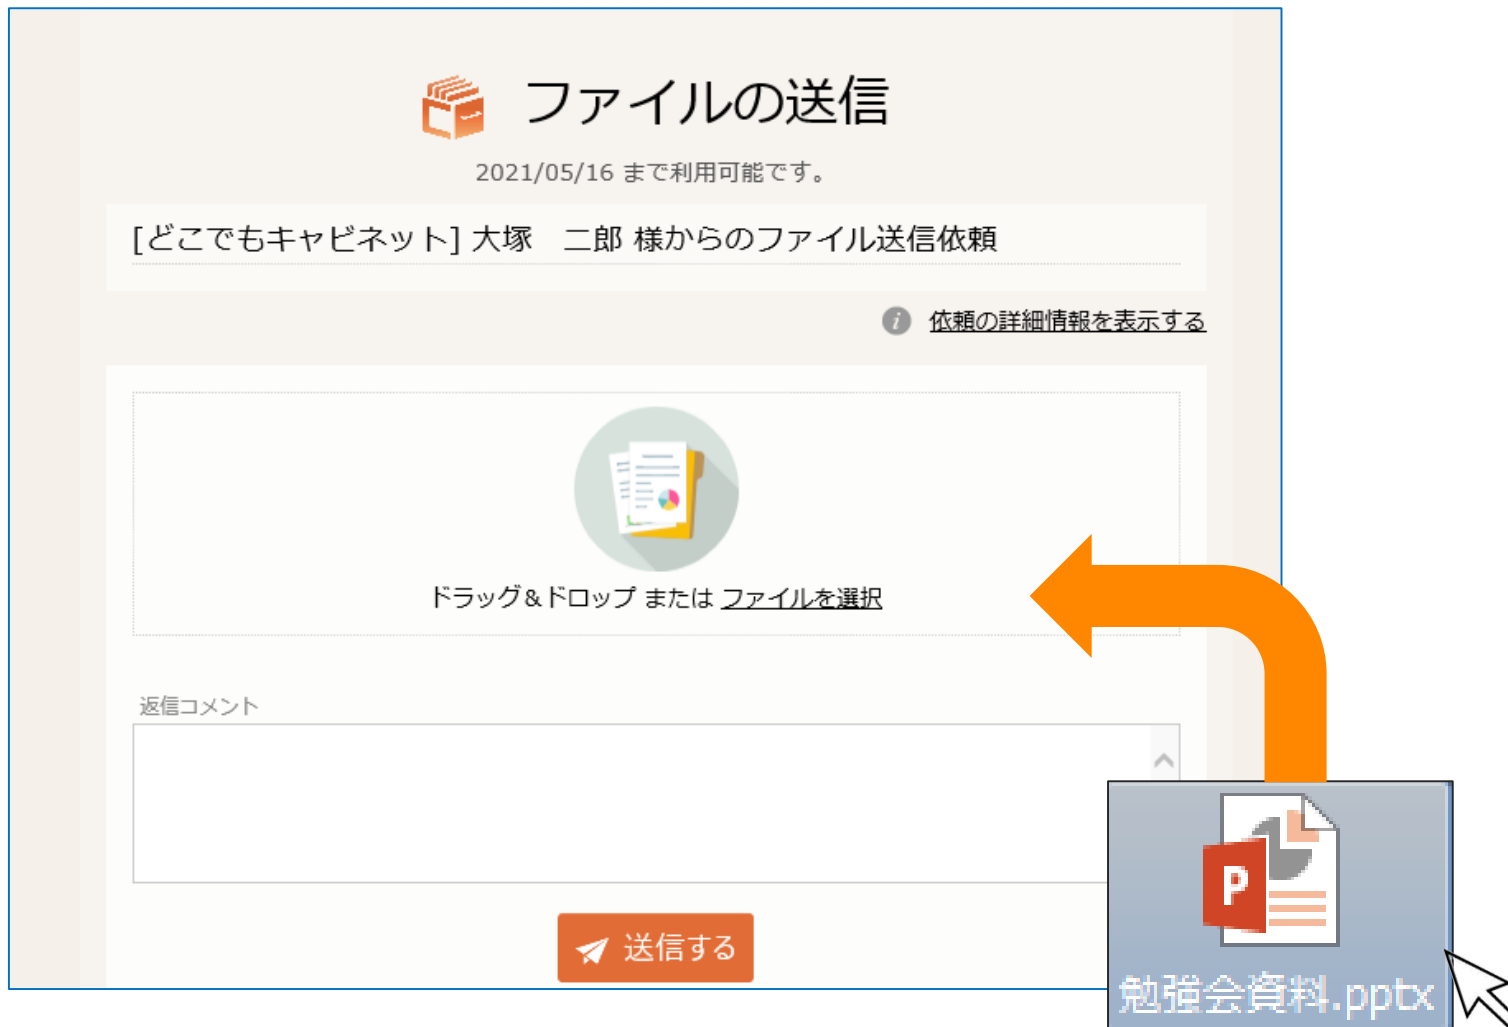 ファイルの送信
2021/05/16 まで利用可能です。
[どこでもキャビネット] 大塚　二郎 様からのファイル送信依頼
i 依頼の詳細情報を表示する
ドラッグ&ドロップ または ファイルを選択
返信コメント
送信する
P
勉強会資料.pptx